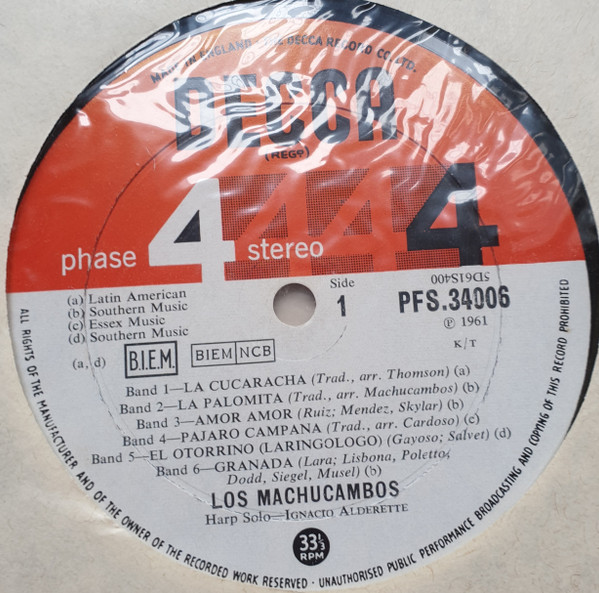 MADE IN ENGLAND · THE DECCA RECORD CO. LTD.
DECCA
(REGD)
phase 4 stereo 4 4 4
(a) Latin American
(b) Southern Music
(c) Essex Music
(d) Southern Music
(a, d) B.I.E.M. BIEM NCB
Side
1
5D61S400
PFS.34006
Ⓟ 1961
K/T
Band 1—LA CUCARACHA (Trad., arr. Thomson) (a)
Band 2—LA PALOMITA (Trad., arr. Machucambos) (b)
Band 3—AMOR AMOR (Ruiz; Mendez, Skylar) (b)
Band 4—PAJARO CAMPANA (Trad., arr. Cardoso) (c)
Band 5—EL OTORRINO (LARINGOLOGO) (Gayoso; Salvet) (d)
Band 6—GRANADA (Lara; Lisbona, Poletto,
Dodd, Siegel, Musel) (b)
LOS MACHUCAMBOS
Harp Solo—IGNACIO ALDERETTE
33⅓
RPM
ALL RIGHTS OF THE MANUFACTURER AND OF THE OWNER OF THE RECORDED WORK RESERVED · UNAUTHORISED PUBLIC PERFORMANCE BROADCASTING AND COPYING OF THIS RECORD PROHIBITED